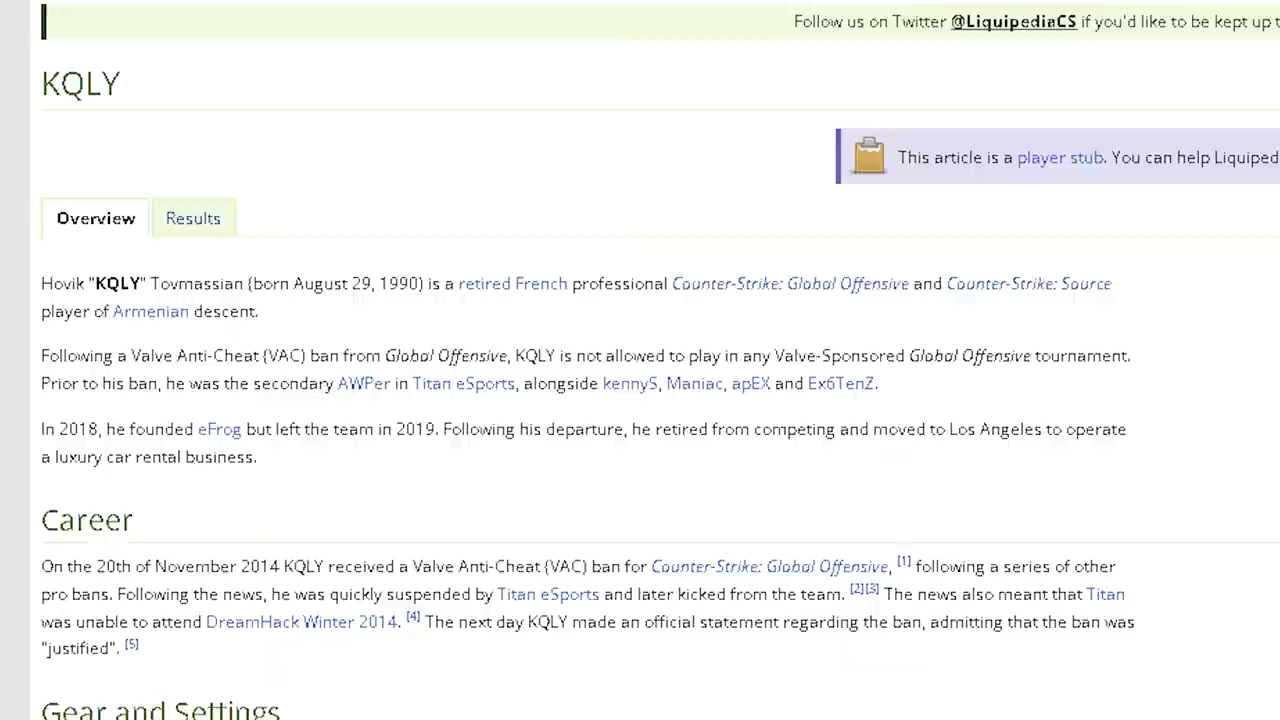 Follow us on Twitter @LiquipediaCS if you'd like to be kept up t
KQLY
This article is a player stub. You can help Liquiped
Overview Results
Hovik "KQLY" Tovmassian (born August 29, 1990) is a retired French professional Counter-Strike: Global Offensive and Counter-Strike: Source
player of Armenian descent.
Following a Valve Anti-Cheat (VAC) ban from Global Offensive, KQLY is not allowed to play in any Valve-Sponsored Global Offensive tournament.
Prior to his ban, he was the secondary AWPer in Titan eSports, alongside kennyS, Maniac, apEX and Ex6TenZ.
In 2018, he founded eFrog but left the team in 2019. Following his departure, he retired from competing and moved to Los Angeles to operate
a luxury car rental business.
Career
On the 20th of November 2014 KQLY received a Valve Anti-Cheat (VAC) ban for Counter-Strike: Global Offensive, [1] following a series of other
pro bans. Following the news, he was quickly suspended by Titan eSports and later kicked from the team. [2][3] The news also meant that Titan
was unable to attend DreamHack Winter 2014. [4] The next day KQLY made an official statement regarding the ban, admitting that the ban was
"justified". [5]
Gear and Settings